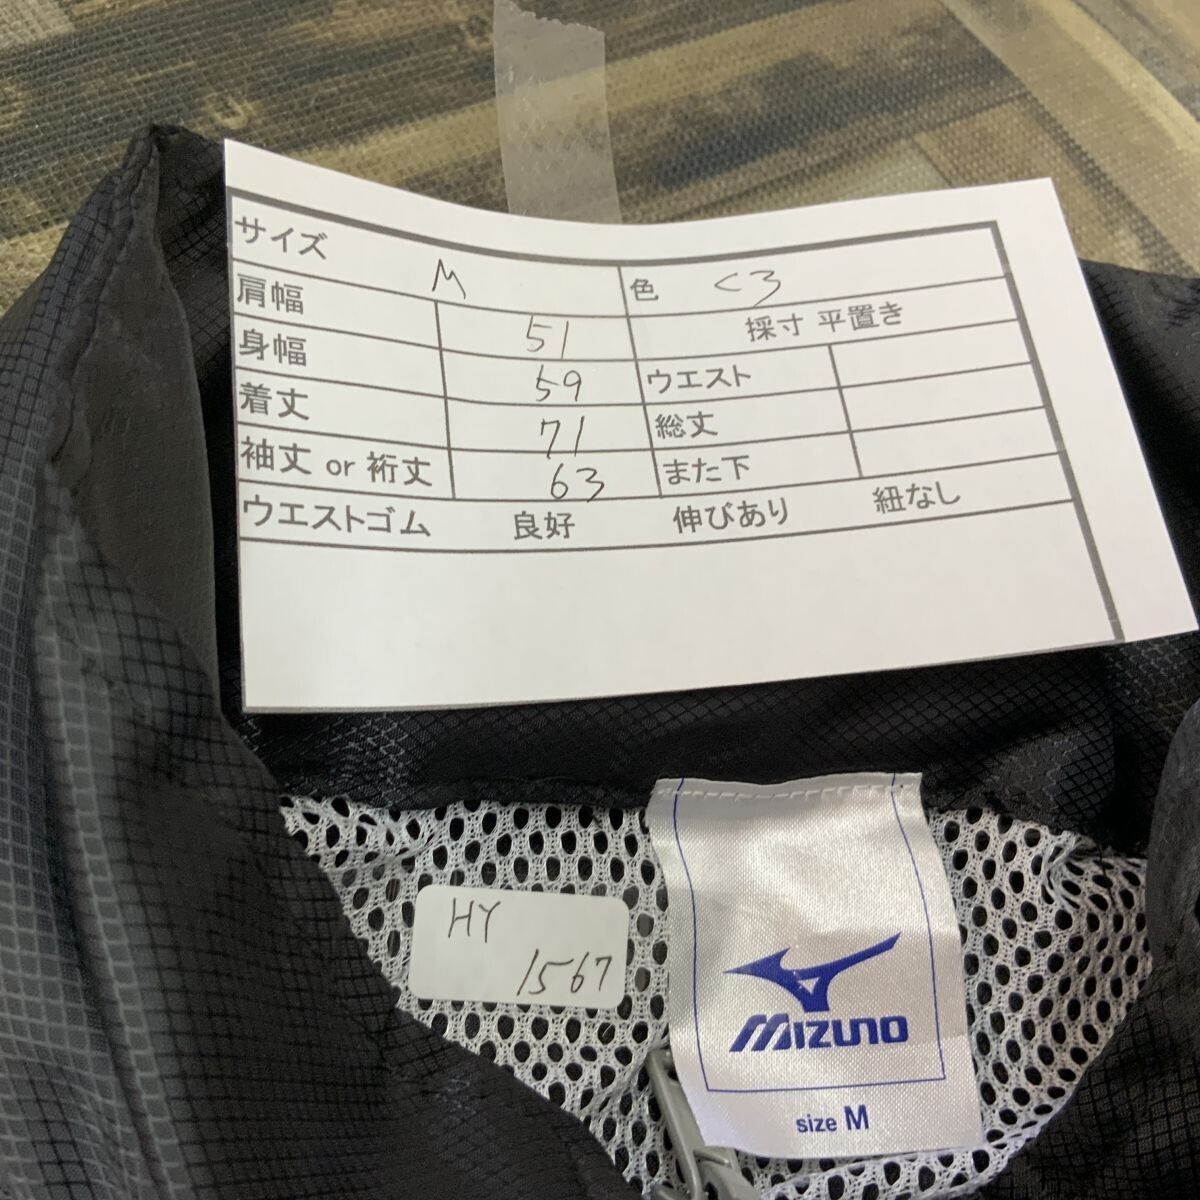 サイズ M 色 くろ
肩幅 51 採寸 平置き
身幅 59 ウエスト
着丈 71 総丈
袖丈 or 裄丈 63 また下
ウエストゴム 良好 伸びあり 紐なし
HY
1567
MIZUNO
size M